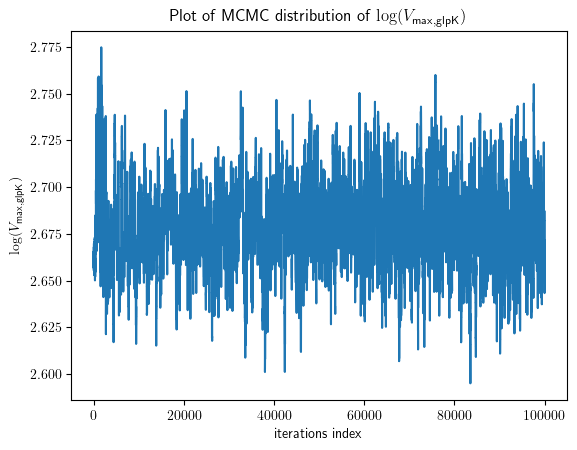 Plot of MCMC distribution of log(V_max,glpK)
log(V_max,glpK)
2.775
2.750
2.725
2.700
2.675
2.650
2.625
2.600
0 20000 40000 60000 80000 100000
iterations index